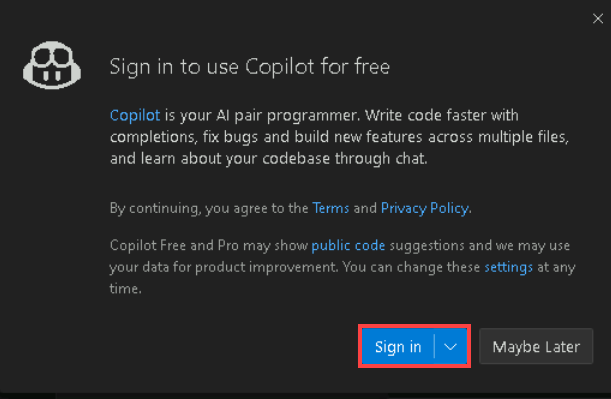 Sign in to use Copilot for free
Copilot is your AI pair programmer. Write code faster with
completions, fix bugs and build new features across multiple files,
and learn about your codebase through chat.
By continuing, you agree to the Terms and Privacy Policy.
Copilot Free and Pro may show public code suggestions and we may use
your data for product improvement. You can change these settings at any
time.
Sign in
Maybe Later